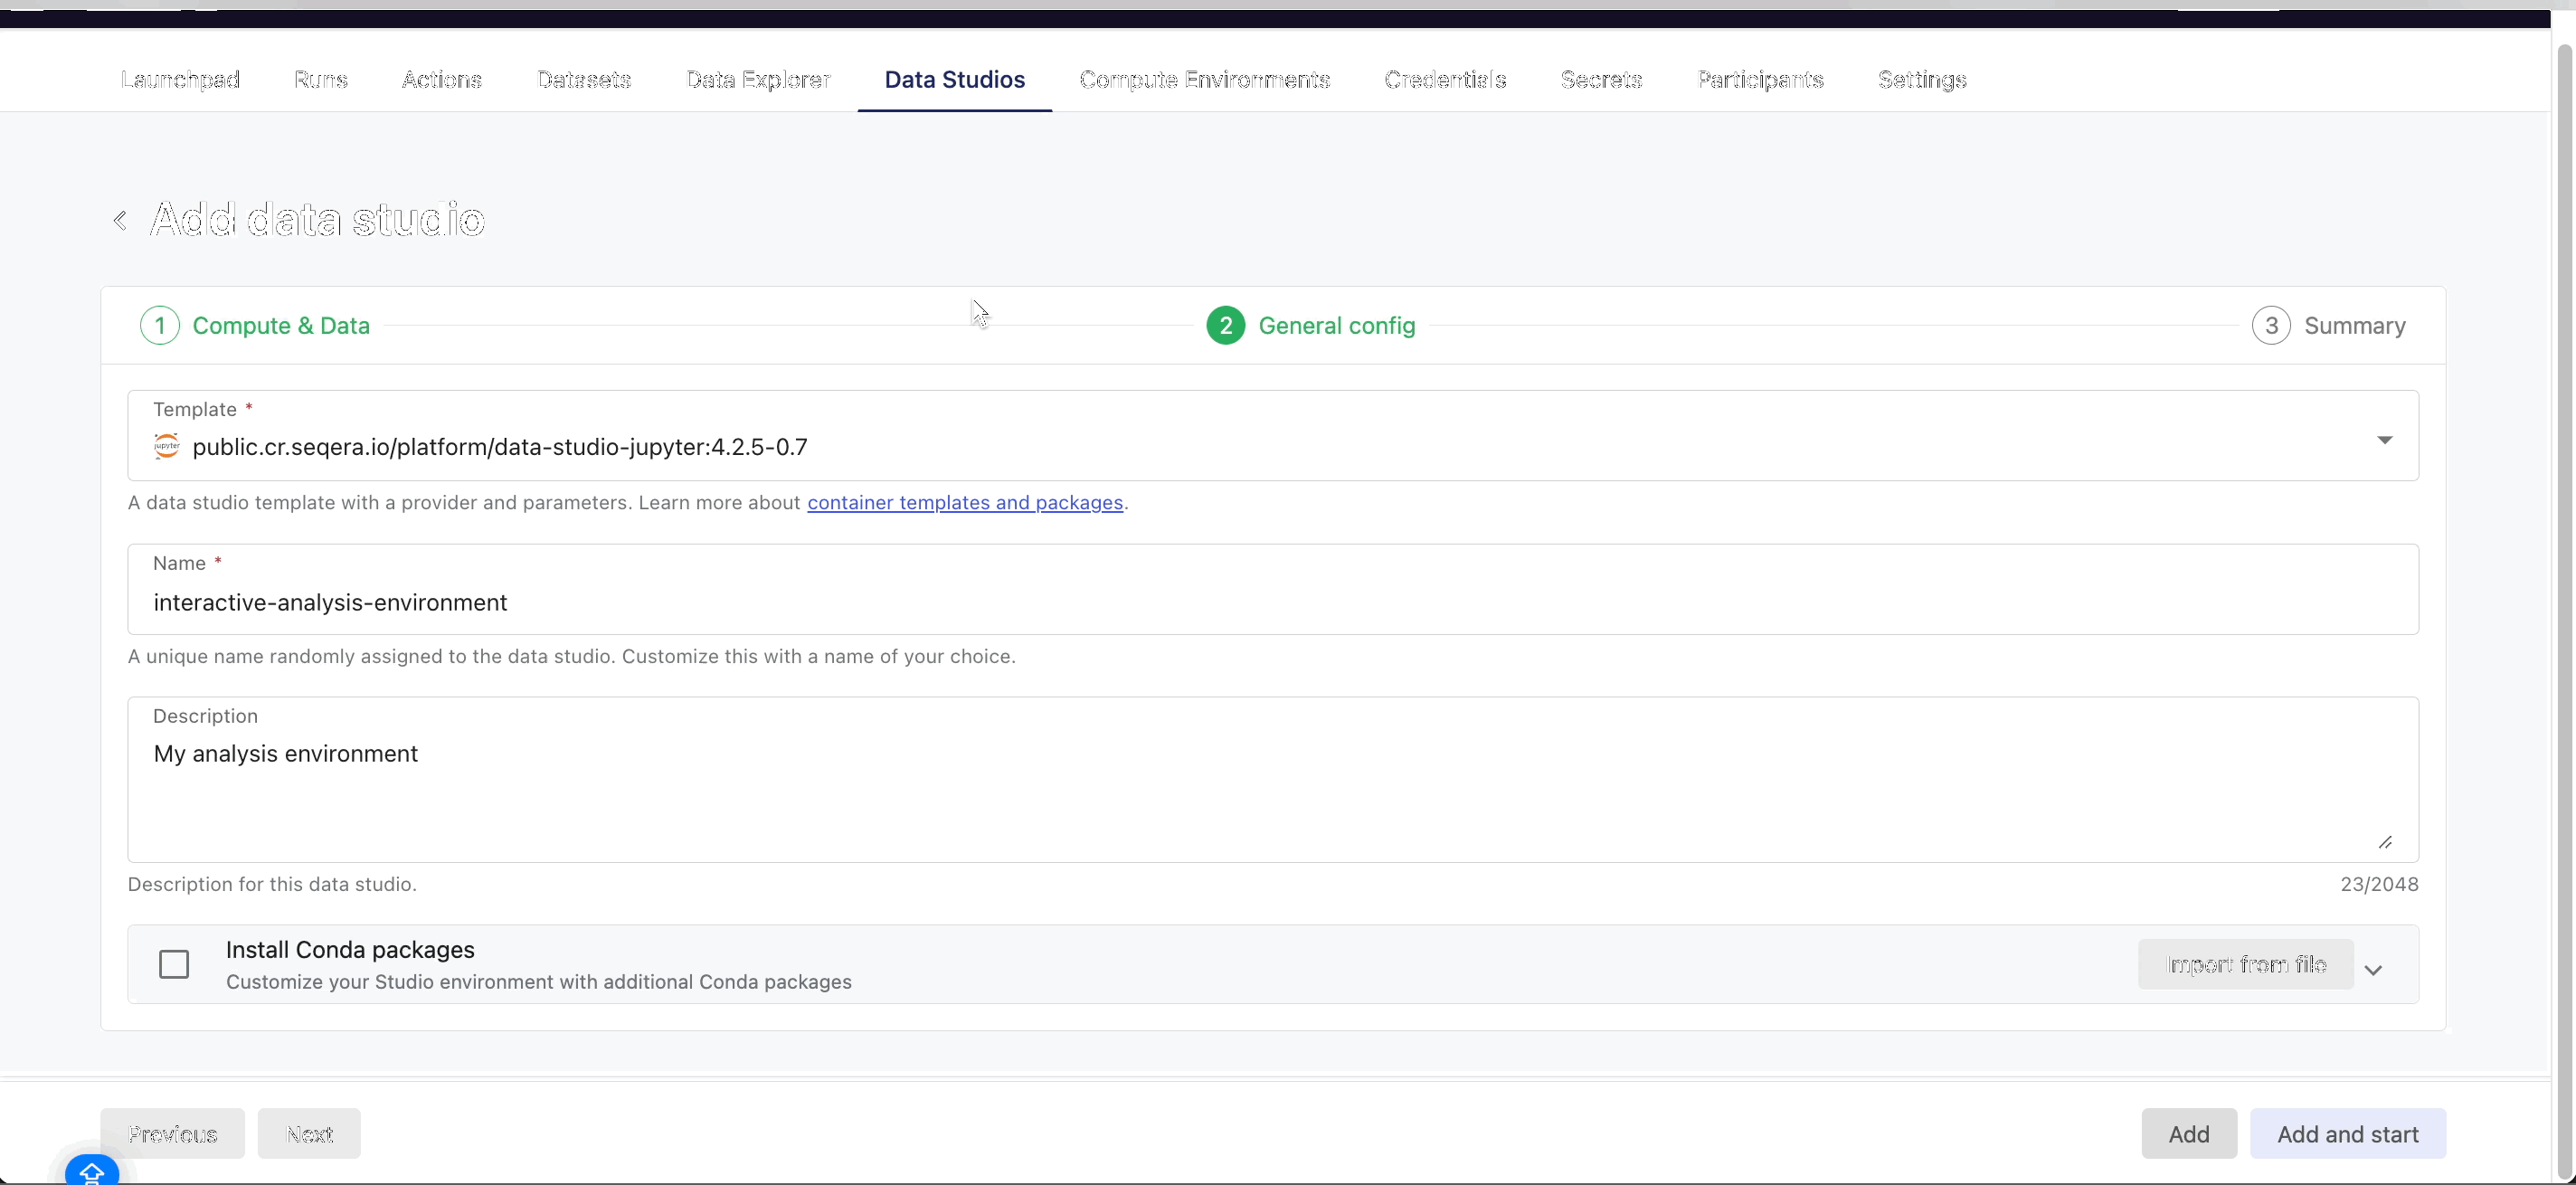 Launchpad Runs Actions Datasets Data Explorer Data Studios Compute Environments Credentials Secrets Participants Settings
Add data studio
1 Compute & Data 2 General config 3 Summary
Template *
jupyter public.cr.seqera.io/platform/data-studio-jupyter:4.2.5-0.7
A data studio template with a provider and parameters. Learn more about container templates and packages.
Name *
interactive-analysis-environment
A unique name randomly assigned to the data studio. Customize this with a name of your choice.
Description
My analysis environment
Description for this data studio. 23/2048
Install Conda packages
Customize your Studio environment with additional Conda packages
Import from file
Previous Next Add Add and start